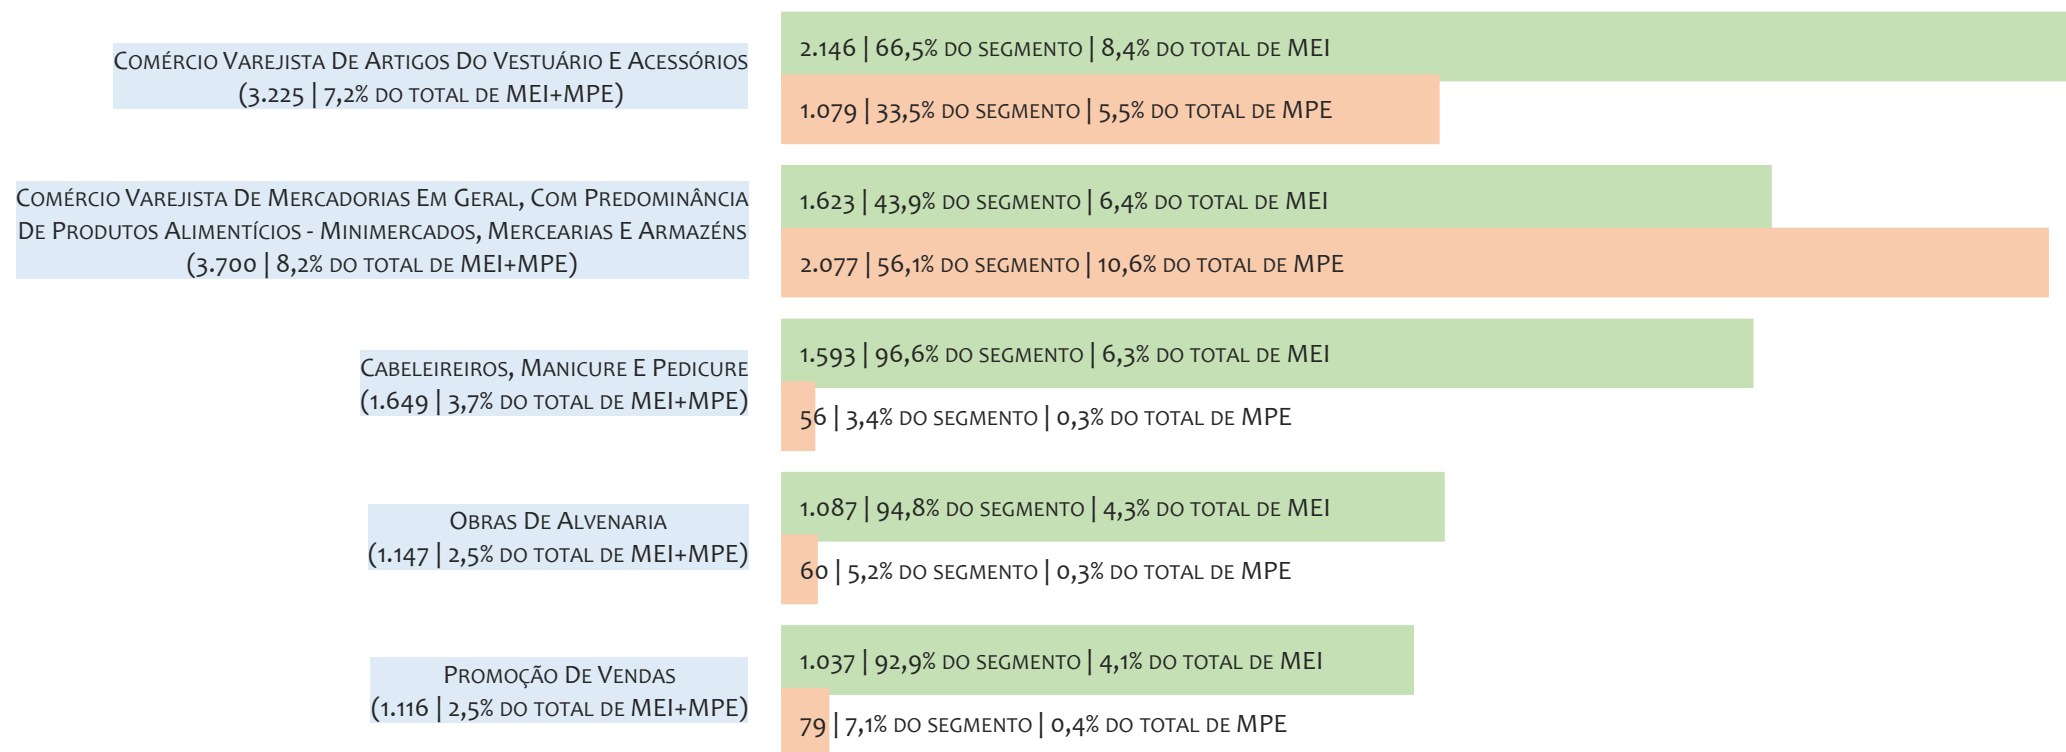 Comércio Varejista De Artigos Do Vestuário E Acessórios
(3.225 | 7,2% do total de MEI+MPE)
2.146 | 66,5% do segmento | 8,4% do total de MEI
1.079 | 33,5% do segmento | 5,5% do total de MPE
Comércio Varejista De Mercadorias Em Geral, Com Predominância
De Produtos Alimentícios - Minimercados, Mercearias E Armazéns
(3.700 | 8,2% do total de MEI+MPE)
1.623 | 43,9% do segmento | 6,4% do total de MEI
2.077 | 56,1% do segmento | 10,6% do total de MPE
Cabeleireiros, Manicure E Pedicure
(1.649 | 3,7% do total de MEI+MPE)
1.593 | 96,6% do segmento | 6,3% do total de MEI
56 | 3,4% do segmento | 0,3% do total de MPE
Obras De Alvenaria
(1.147 | 2,5% do total de MEI+MPE)
1.087 | 94,8% do segmento | 4,3% do total de MEI
60 | 5,2% do segmento | 0,3% do total de MPE
Promoção De Vendas
(1.116 | 2,5% do total de MEI+MPE)
1.037 | 92,9% do segmento | 4,1% do total de MEI
79 | 7,1% do segmento | 0,4% do total de MPE